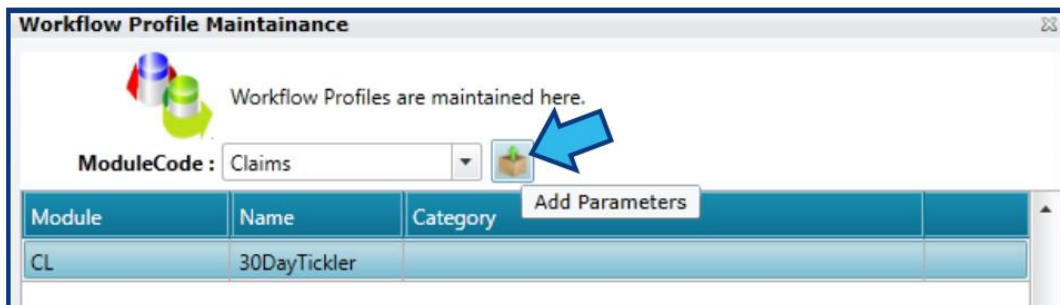 Workflow Profile Maintainance
Workflow Profiles are maintained here.
ModuleCode : Claims
Add Parameters
Module Name Category
CL 30DayTickler